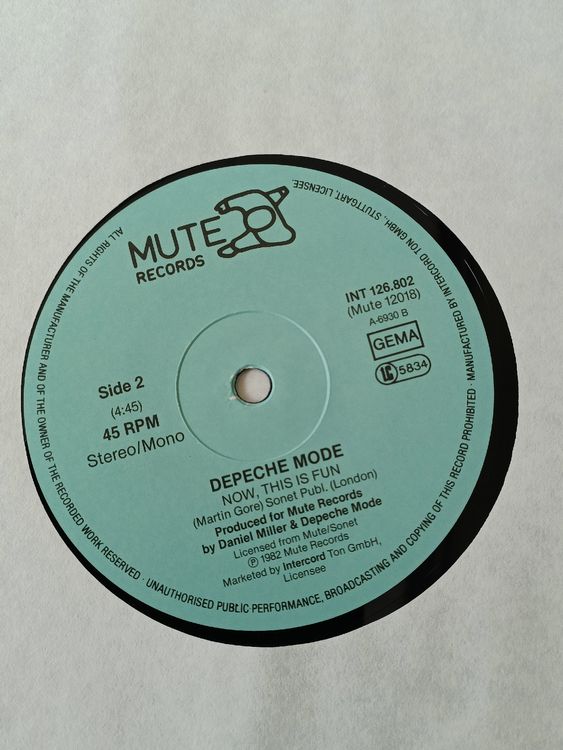 MUTE
RECORDS
INT 126.802
(Mute 12018)
A-6930 B
GEMA
LC 5834
Side 2
(4:45)
45 RPM
Stereo/Mono
DEPECHE MODE
NOW, THIS IS FUN
(Martin Gore) Sonet Publ. (London)
Produced for Mute Records
by Daniel Miller & Depeche Mode
Licensed from Mute/Sonet
℗ 1982 Mute Records
Marketed by Intercord Ton GmbH,
Licensee
ALL RIGHTS OF THE MANUFACTURER AND OF THE OWNER OF THE RECORDED WORK RESERVED · UNAUTHORISED PUBLIC PERFORMANCE, BROADCASTING AND COPYING OF THIS RECORD PROHIBITED · MANUFACTURED BY INTERCORD TON GMBH, STUTTGART, LICENSEE.